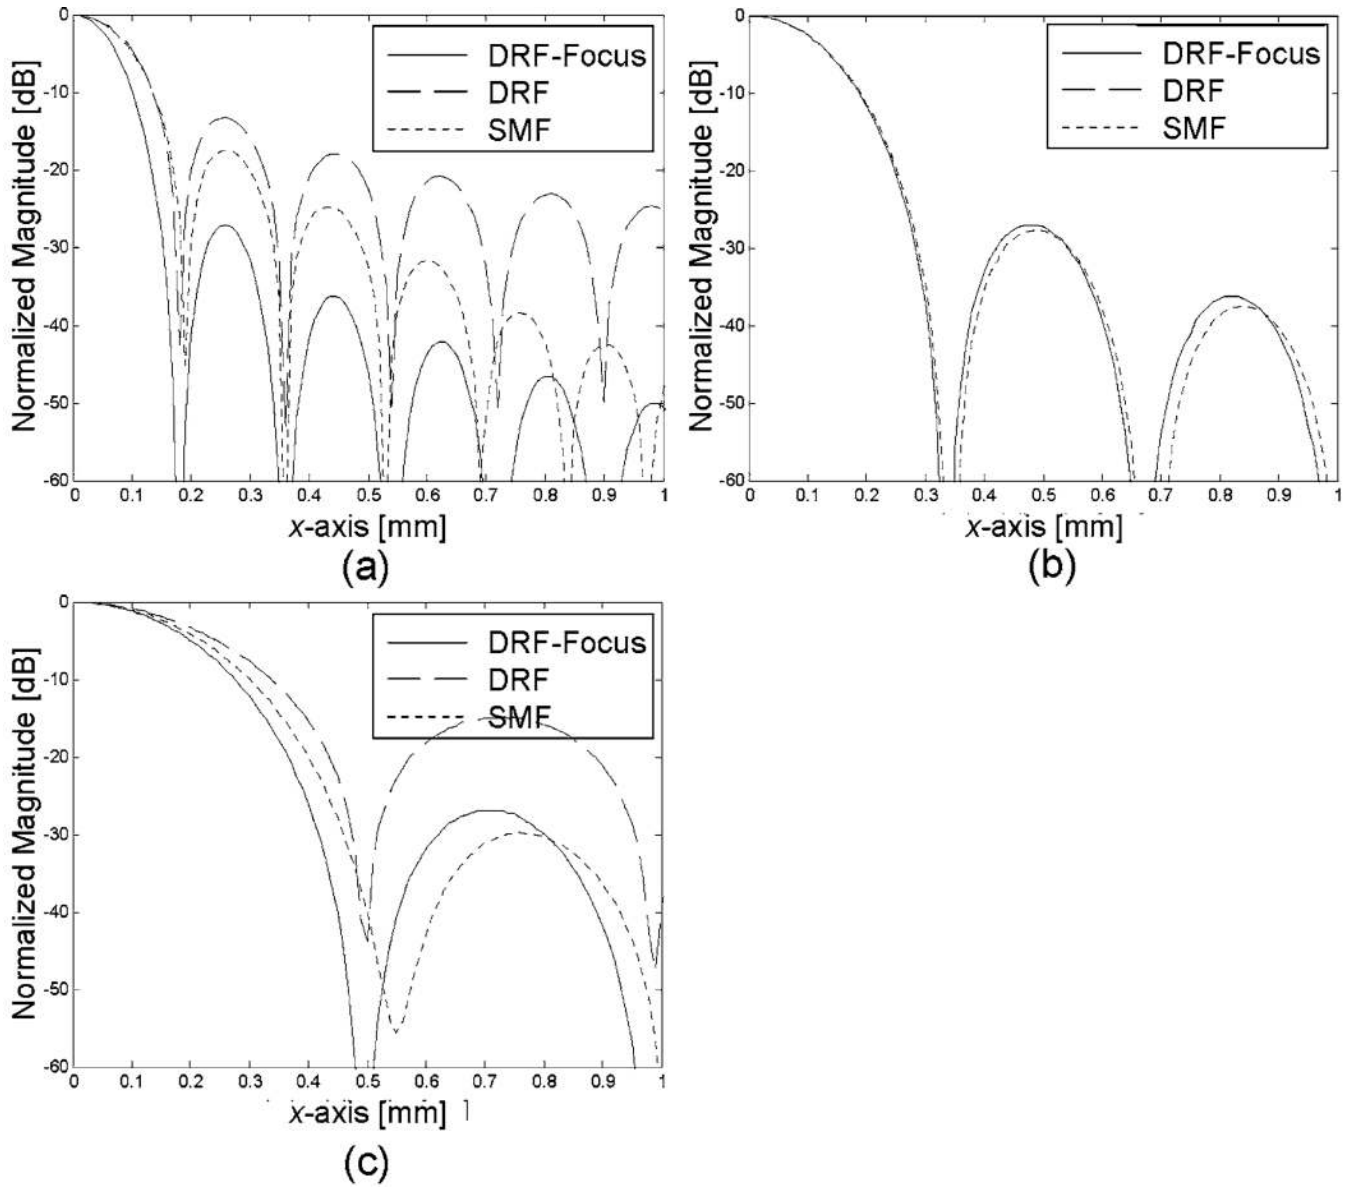 Normalized Magnitude [dB]
0
-10
-20
-30
-40
-50
-60
DRF-Focus
DRF
SMF
0 0.1 0.2 0.3 0.4 0.5 0.6 0.7 0.8 0.9 1
x-axis [mm]
(a)
Normalized Magnitude [dB]
0
-10
-20
-30
-40
-50
-60
DRF-Focus
DRF
SMF
0 0.1 0.2 0.3 0.4 0.5 0.6 0.7 0.8 0.9 1
x-axis [mm]
(b)
Normalized Magnitude [dB]
0
-10
-20
-30
-40
-50
-60
DRF-Focus
DRF
SMF
0 0.1 0.2 0.3 0.4 0.5 0.6 0.7 0.8 0.9 1
x-axis [mm]
(c)